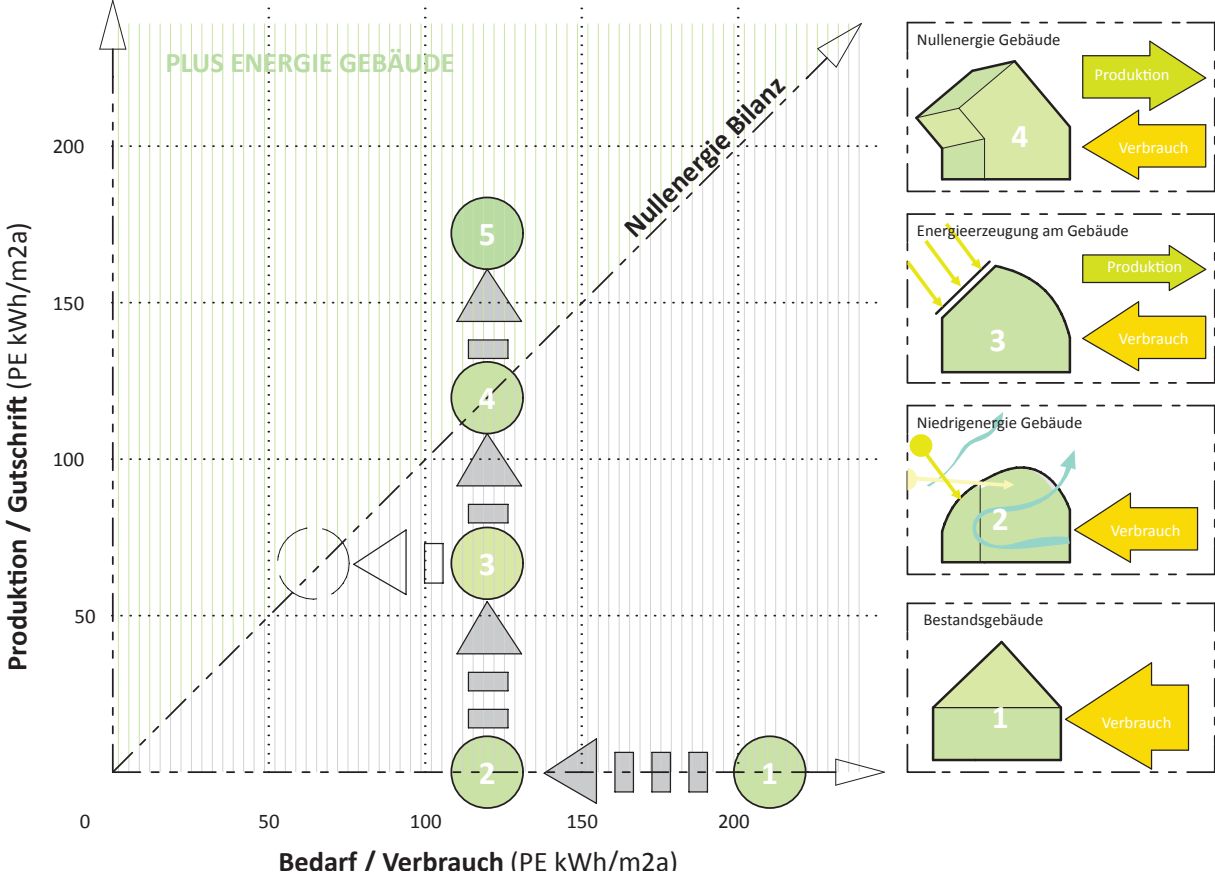 PLUS ENERGIE GEBÄUDE
Nullenergie Bilanz
Produktion / Gutschrift (PE kWh/m2a)
200
150
100
50
5
4
3
2
1
0
50
100
150
200
Bedarf / Verbrauch (PE kWh/m2a)
Nullenergie Gebäude
Produktion
4
Verbrauch
Energieerzeugung am Gebäude
Produktion
3
Verbrauch
Niedrigenergie Gebäude
2
Verbrauch
Bestandsgebäude
1
Verbrauch